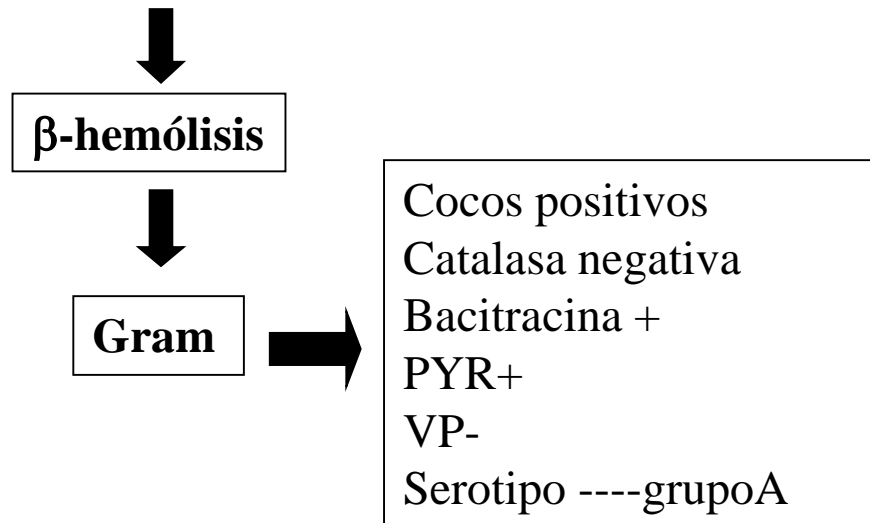 β-hemólisis
Gram
Cocos positivos
Catalasa negativa
Bacitracina +
PYR+
VP-
Serotipo ----grupoA